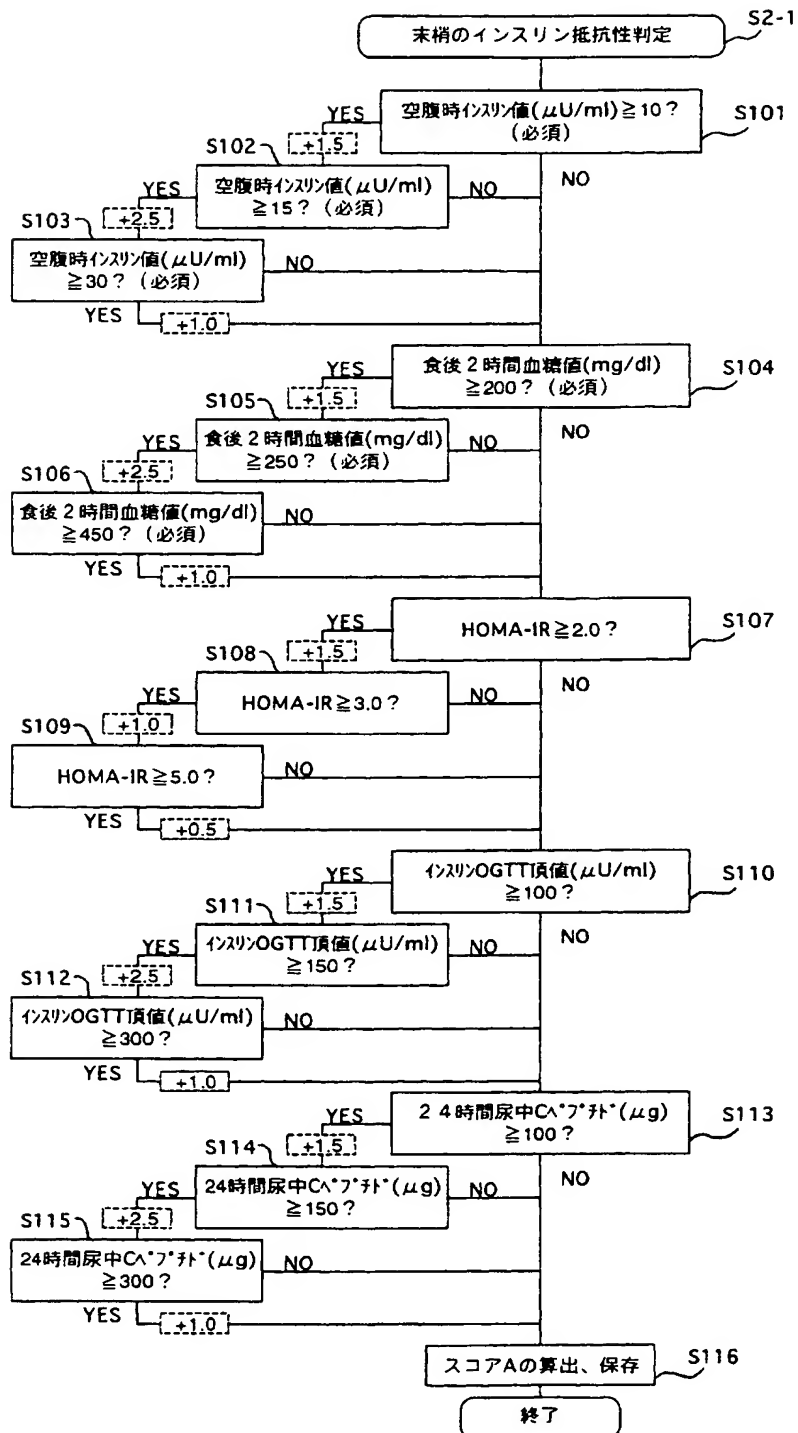 S2-1
末梢のインスリン抵抗性判定
YES
空腹時インスリン値(μU/ml)≧10?
(必須)
S101
+1.5
NO
S102
YES
空腹時インスリン値(μU/ml)
≧15? (必須)
NO
+2.5
S103
空腹時インスリン値(μU/ml)
≧30? (必須)
NO
YES
+1.0
YES
食後2時間血糖値(mg/dl)
≧200? (必須)
S104
+1.5
NO
S105
YES
食後2時間血糖値(mg/dl)
≧250? (必須)
NO
+2.5
S106
食後2時間血糖値(mg/dl)
≧450? (必須)
NO
YES
+1.0
YES
HOMA-IR≧2.0?
S107
+1.5
NO
S108
YES
HOMA-IR≧3.0?
NO
+1.0
S109
HOMA-IR≧5.0?
NO
YES
+0.5
YES
インスリンOGTT頂値(μU/ml)
≧100?
S110
+1.5
NO
S111
YES
インスリンOGTT頂値(μU/ml)
≧150?
NO
+2.5
S112
インスリンOGTT頂値(μU/ml)
≧300?
NO
YES
+1.0
YES
24時間尿中Cペプチド(μg)
≧100?
S113
+1.5
NO
S114
YES
24時間尿中Cペプチド(μg)
≧150?
NO
+2.5
S115
24時間尿中Cペプチド(μg)
≧300?
NO
YES
+1.0
スコアAの算出、保存
S116
終了